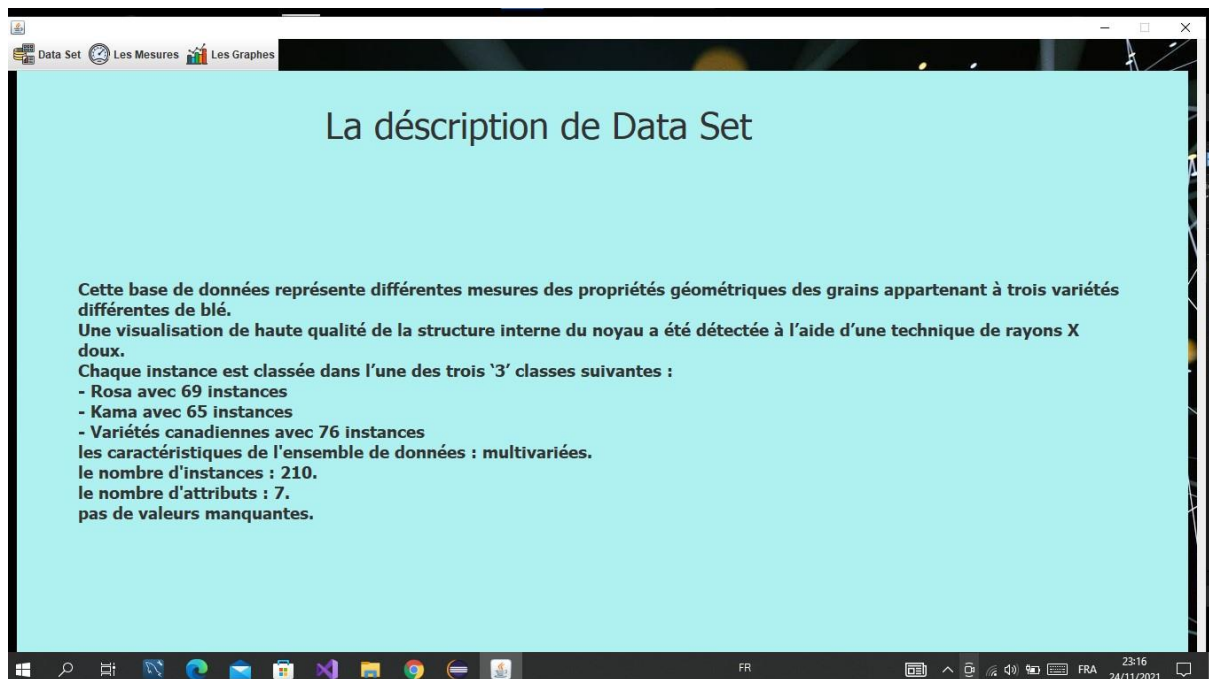 Data Set Les Mesures Les Graphes
La déscription de Data Set
Cette base de données représente différentes mesures des propriétés géométriques des grains appartenant à trois variétés
différentes de blé.
Une visualisation de haute qualité de la structure interne du noyau a été détectée à l’aide d’une technique de rayons X
doux.
Chaque instance est classée dans l’une des trois ‘3’ classes suivantes :
- Rosa avec 69 instances
- Kama avec 65 instances
- Variétés canadiennes avec 76 instances
les caractéristiques de l'ensemble de données : multivariées.
le nombre d'instances : 210.
le nombre d'attributs : 7.
pas de valeurs manquantes.
FR FRA 23:16
24/11/2021